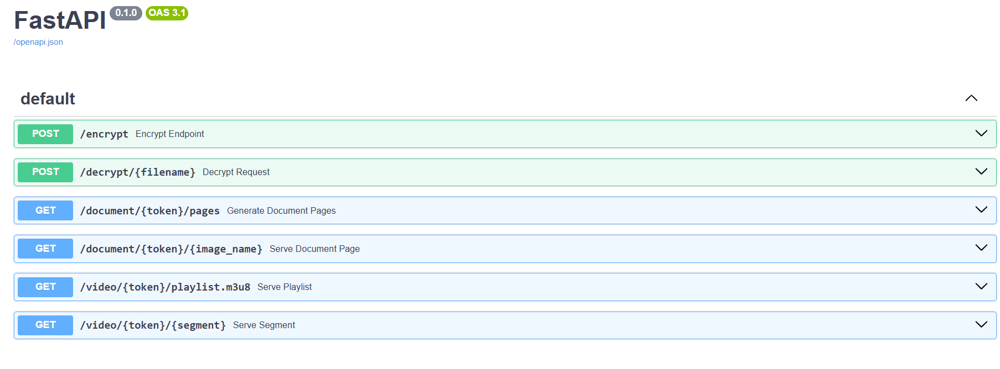 FastAPI 0.1.0 OAS 3.1
/openapi.json
default
POST /encrypt Encrypt Endpoint
POST /decrypt/{filename} Decrypt Request
GET /document/{token}/pages Generate Document Pages
GET /document/{token}/{image_name} Serve Document Page
GET /video/{token}/playlist.m3u8 Serve Playlist
GET /video/{token}/{segment} Serve Segment